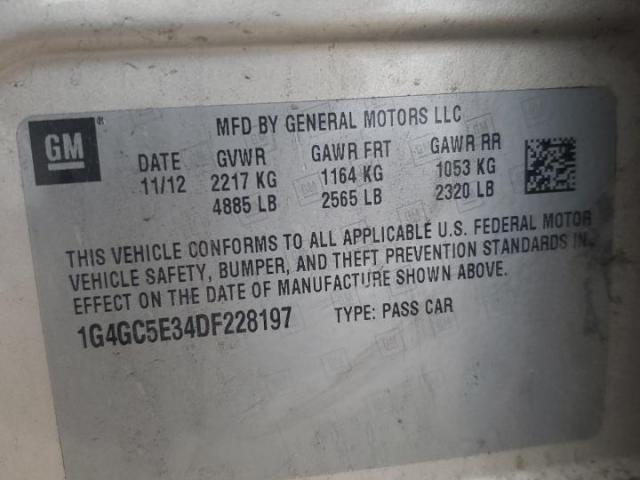 GM
®
MFD BY GENERAL MOTORS LLC
DATE GVWR GAWR FRT GAWR RR
11/12 2217 KG 1164 KG 1053 KG
4885 LB 2565 LB 2320 LB
THIS VEHICLE CONFORMS TO ALL APPLICABLE U.S. FEDERAL MOTOR
VEHICLE SAFETY, BUMPER, AND THEFT PREVENTION STANDARDS IN
EFFECT ON THE DATE OF MANUFACTURE SHOWN ABOVE.
1G4GC5E34DF228197 TYPE: PASS CAR